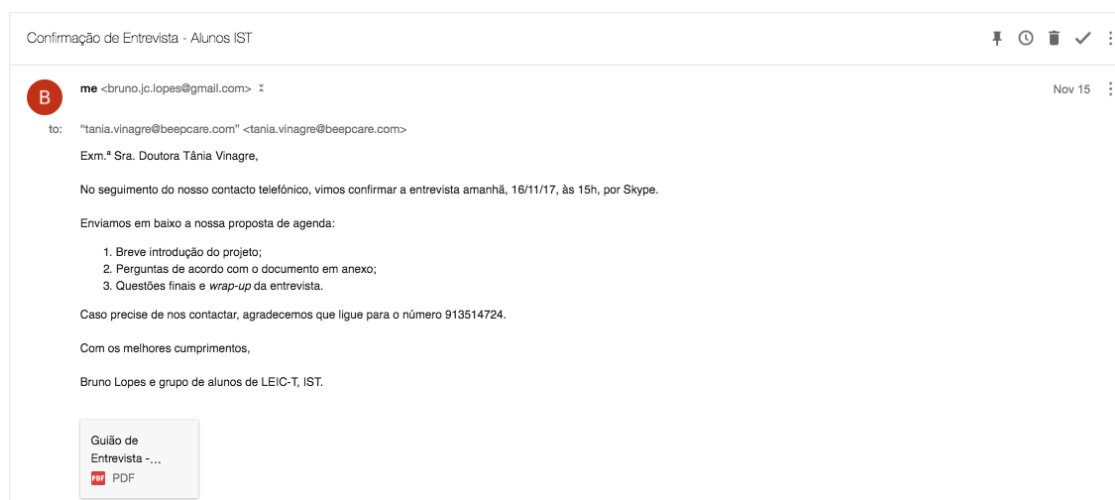 Confirmação de Entrevista - Alunos IST
B
me <bruno.jc.lopes@gmail.com>
Nov 15
to: "tania.vinagre@beepcare.com" <tania.vinagre@beepcare.com>
Exm.ª Sra. Doutora Tânia Vinagre,
No seguimento do nosso contacto telefónico, vimos confirmar a entrevista amanhã, 16/11/17, às 15h, por Skype.
Enviamos em baixo a nossa proposta de agenda:
1. Breve introdução do projeto;
2. Perguntas de acordo com o documento em anexo;
3. Questões finais e wrap-up da entrevista.
Caso precise de nos contactar, agradecemos que ligue para o número 913514724.
Com os melhores cumprimentos,
Bruno Lopes e grupo de alunos de LEIC-T, IST.
Guião de
Entrevista -...
PDF PDF